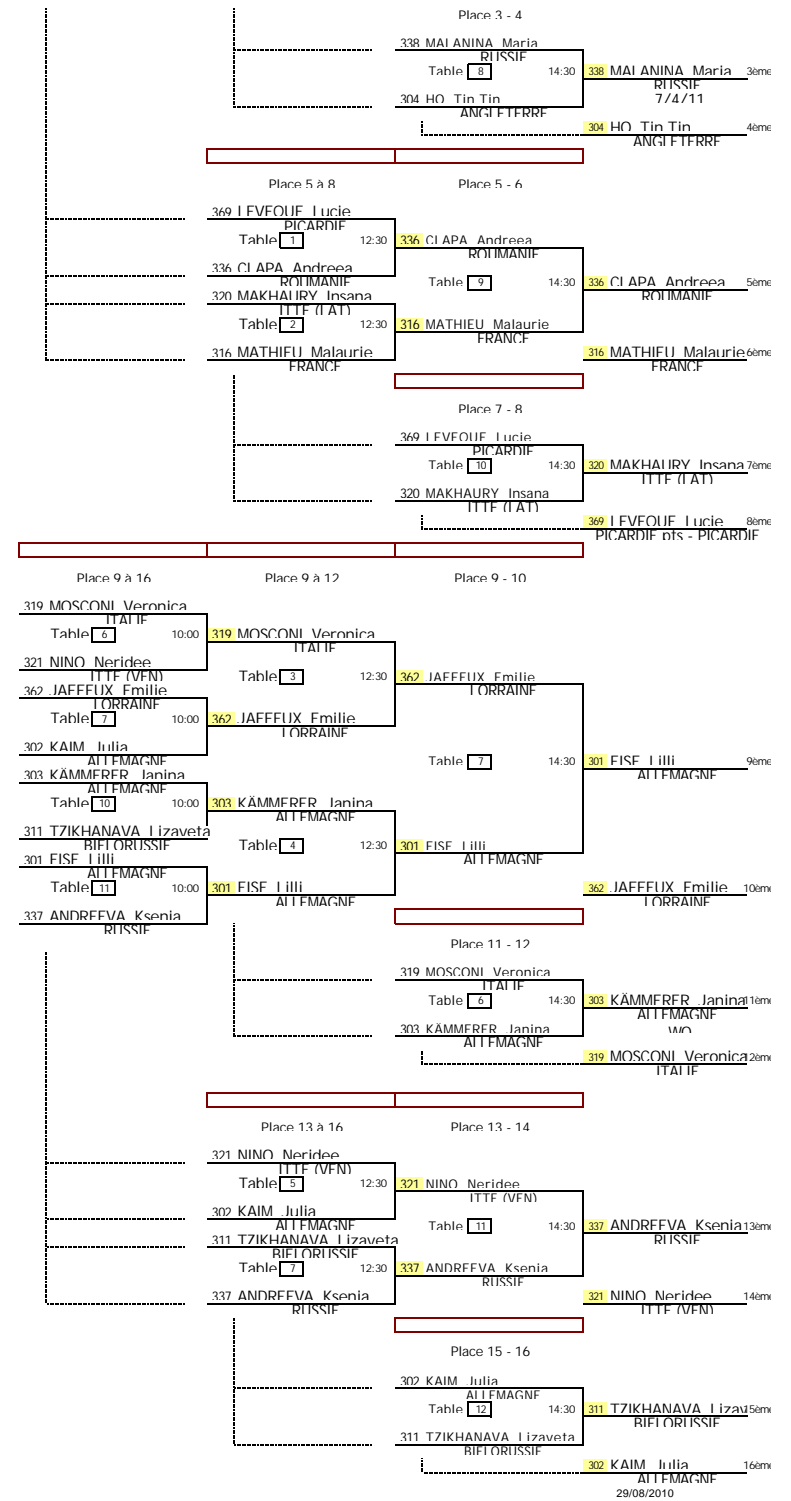 Place 3 - 4
338 MALANINA Maria
RUSSIE
Table 8 14:30 338 MALANINA Maria 3ème
RUSSIE
304 HO Tin Tin 7/4/11
ANGLETERRE
304 HO Tin Tin 4ème
ANGLETERRE
Place 5 à 8 Place 5 - 6
369 LEVEQUE Lucie
PICARDIE
Table 1 12:30 336 CLAPA Andreea
ROUMANIE
336 CLAPA Andreea
ROUMANIE
Table 9 14:30 336 CLAPA Andreea 5ème
ROUMANIE
320 MAKHAURY Insana
ITTF (LAT)
Table 2 12:30 316 MATHIEU Malaurie
FRANCE
316 MATHIEU Malaurie 316 MATHIEU Malaurie 6ème
FRANCE FRANCE
Place 7 - 8
369 LEVEQUE Lucie
PICARDIE
Table 10 14:30 320 MAKHAURY Insana 7ème
ITTF (LAT)
320 MAKHAURY Insana
ITTF (LAT)
369 LEVEQUE Lucie 8ème
PICARDIE pts - PICARDIE
Place 9 à 16 Place 9 à 12 Place 9 - 10
319 MOSCONI Veronica
ITALIE
Table 6 10:00 319 MOSCONI Veronica
ITALIE
321 NINO Neridee
ITTF (VEN)
Table 3 12:30 362 JAEFFUX Emilie
LORRAINE
362 JAEFFUX Emilie
LORRAINE
Table 7 10:00 362 JAEFFUX Emilie
LORRAINE
302 KAIM Julia
ALLEMAGNE
Table 7 14:30 301 EISE Lilli 9ème
ALLEMAGNE
303 KÄMMERER Janina
ALLEMAGNE
Table 10 10:00 303 KÄMMERER Janina
ALLEMAGNE
311 TZIKHANAVA Lizaveta
BIELORUSSIE
Table 4 12:30 301 EISE Lilli
ALLEMAGNE
301 EISE Lilli
ALLEMAGNE
Table 11 10:00 301 EISE Lilli 362 JAEFFUX Emilie 10ème
ALLEMAGNE LORRAINE
337 ANDREEVA Ksenia
RUSSIE
Place 11 - 12
319 MOSCONI Veronica
ITALIE
Table 6 14:30 303 KÄMMERER Janina 11ème
ALLEMAGNE
303 KÄMMERER Janina WO
ALLEMAGNE
319 MOSCONI Veronica 12ème
ITALIE
Place 13 à 16 Place 13 - 14
321 NINO Neridee
ITTF (VEN)
Table 5 12:30 321 NINO Neridee
ITTF (VEN)
302 KAIM Julia
ALLEMAGNE
Table 11 14:30 337 ANDREEVA Ksenia 13ème
RUSSIE
311 TZIKHANAVA Lizaveta
BIELORUSSIE
Table 7 12:30 337 ANDREEVA Ksenia
RUSSIE
337 ANDREEVA Ksenia 321 NINO Neridee 14ème
RUSSIE ITTF (VEN)
Place 15 - 16
302 KAIM Julia
ALLEMAGNE
Table 12 14:30 311 TZIKHANAVA Lizav 15ème
BIELORUSSIE
311 TZIKHANAVA Lizaveta
BIELORUSSIE
302 KAIM Julia 16ème
ALLEMAGNE
29/08/2010